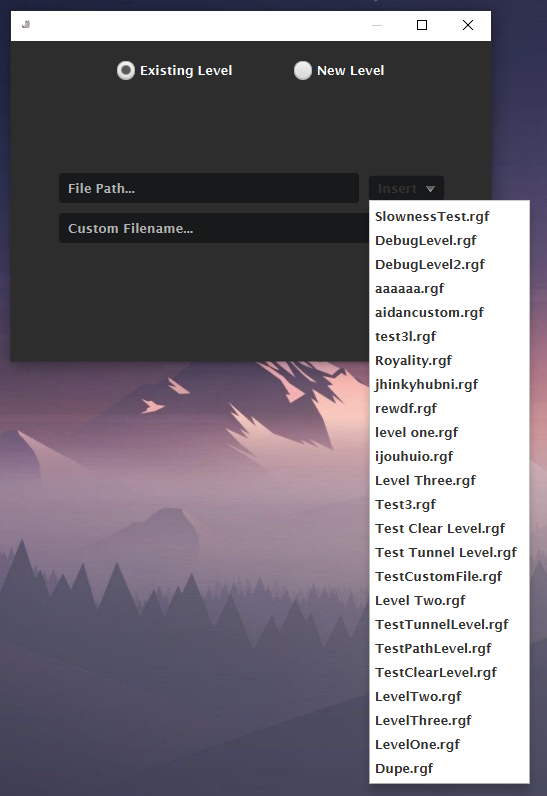 Existing Level
New Level
File Path...
Insert
Custom Filename...
SlownessTest.rgf
DebugLevel.rgf
DebugLevel2.rgf
aaaaaa.rgf
aidancustom.rgf
test3l.rgf
Royality.rgf
jhinkyhubni.rgf
rewdf.rgf
level one.rgf
ijouhuio.rgf
Level Three.rgf
Test3.rgf
Test Clear Level.rgf
Test Tunnel Level.rgf
TestCustomFile.rgf
Level Two.rgf
TestTunnelLevel.rgf
TestPathLevel.rgf
TestClearLevel.rgf
LevelTwo.rgf
LevelThree.rgf
LevelOne.rgf
Dupe.rgf